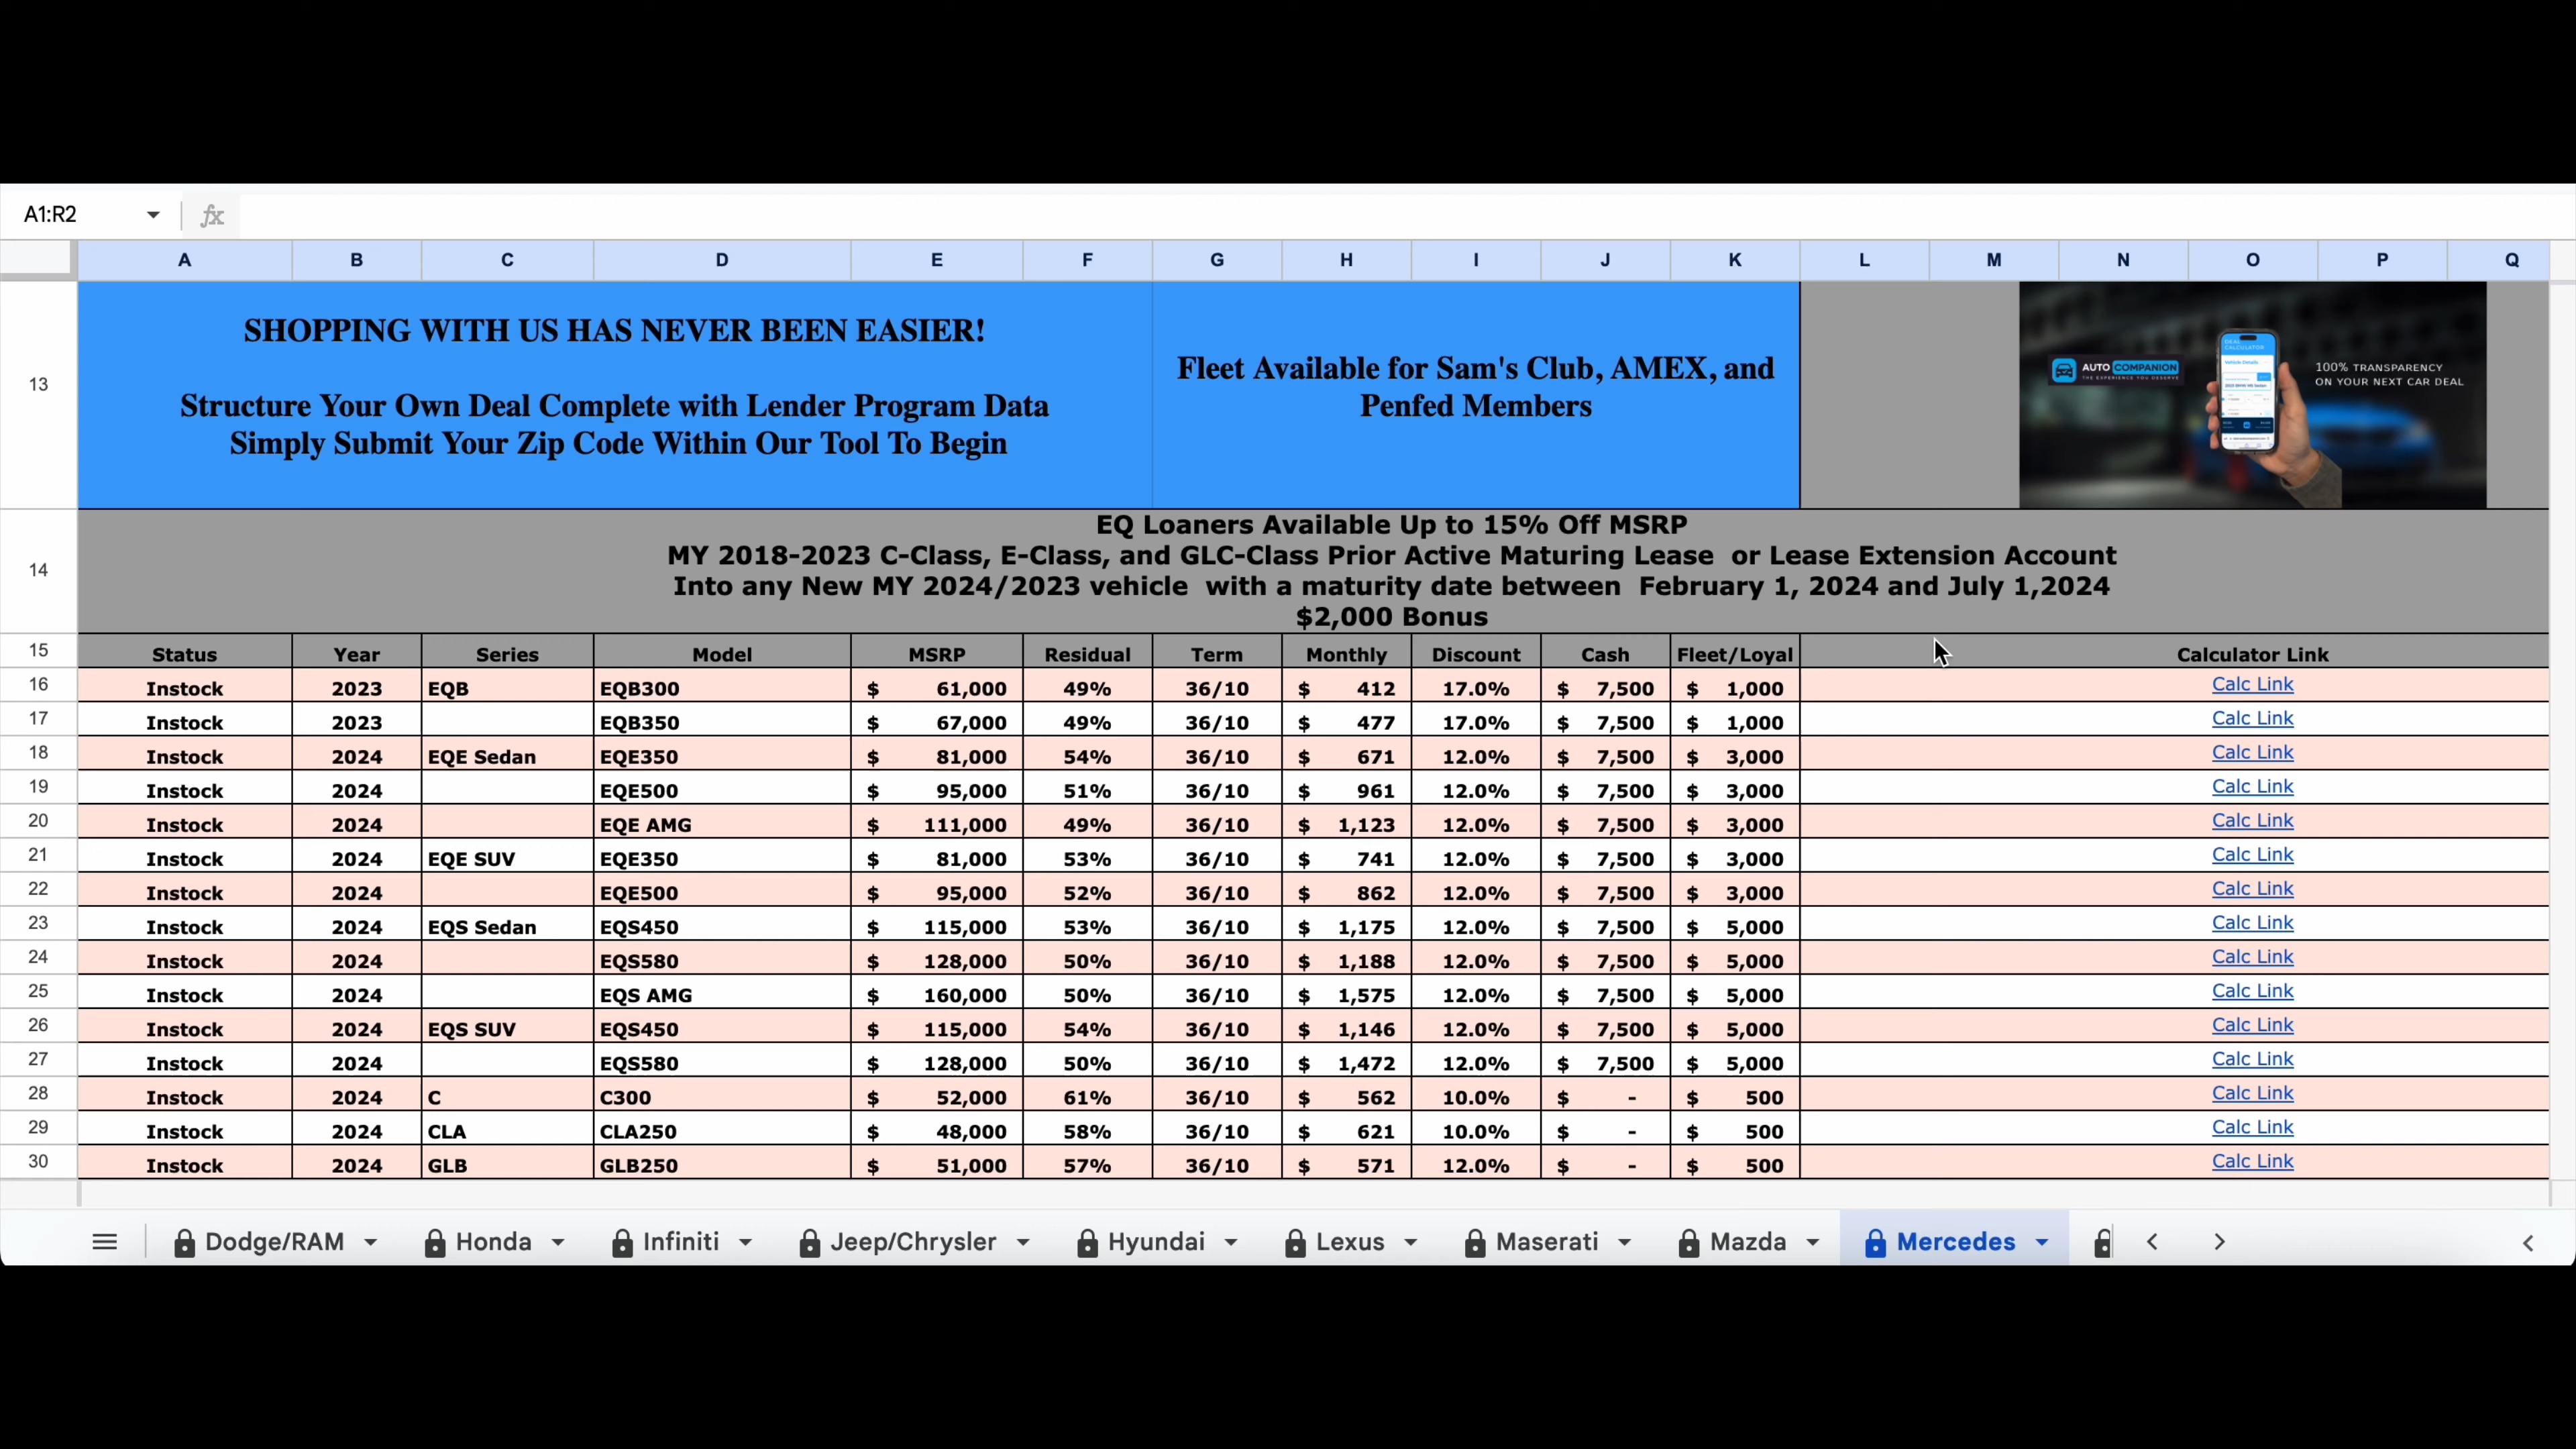 A1:R2 fx
A B C D E F G H I J K L M N O P Q
13
SHOPPING WITH US HAS NEVER BEEN EASIER!
Structure Your Own Deal Complete with Lender Program Data
Simply Submit Your Zip Code Within Our Tool To Begin
Fleet Available for Sam's Club, AMEX, and
Penfed Members
AUTO COMPANION
THE EXPERIENCE YOU DESERVE
100% TRANSPARENCY
ON YOUR NEXT CAR DEAL
14
EQ Loaners Available Up to 15% Off MSRP
MY 2018-2023 C-Class, E-Class, and GLC-Class Prior Active Maturing Lease or Lease Extension Account
Into any New MY 2024/2023 vehicle with a maturity date between February 1, 2024 and July 1,2024
$2,000 Bonus
15 Status Year Series Model MSRP Residual Term Monthly Discount Cash Fleet/Loyal Calculator Link
16 Instock 2023 EQB EQB300 $ 61,000 49% 36/10 $ 412 17.0% $ 7,500 $ 1,000 Calc Link
17 Instock 2023 EQB350 $ 67,000 49% 36/10 $ 477 17.0% $ 7,500 $ 1,000 Calc Link
18 Instock 2024 EQE Sedan EQE350 $ 81,000 54% 36/10 $ 671 12.0% $ 7,500 $ 3,000 Calc Link
19 Instock 2024 EQE500 $ 95,000 51% 36/10 $ 961 12.0% $ 7,500 $ 3,000 Calc Link
20 Instock 2024 EQE AMG $ 111,000 49% 36/10 $ 1,123 12.0% $ 7,500 $ 3,000 Calc Link
21 Instock 2024 EQE SUV EQE350 $ 81,000 53% 36/10 $ 741 12.0% $ 7,500 $ 3,000 Calc Link
22 Instock 2024 EQE500 $ 95,000 52% 36/10 $ 862 12.0% $ 7,500 $ 3,000 Calc Link
23 Instock 2024 EQS Sedan EQS450 $ 115,000 53% 36/10 $ 1,175 12.0% $ 7,500 $ 5,000 Calc Link
24 Instock 2024 EQS580 $ 128,000 50% 36/10 $ 1,188 12.0% $ 7,500 $ 5,000 Calc Link
25 Instock 2024 EQS AMG $ 160,000 50% 36/10 $ 1,575 12.0% $ 7,500 $ 5,000 Calc Link
26 Instock 2024 EQS SUV EQS450 $ 115,000 54% 36/10 $ 1,146 12.0% $ 7,500 $ 5,000 Calc Link
27 Instock 2024 EQS580 $ 128,000 50% 36/10 $ 1,472 12.0% $ 7,500 $ 5,000 Calc Link
28 Instock 2024 C C300 $ 52,000 61% 36/10 $ 562 10.0% $ - $ 500 Calc Link
29 Instock 2024 CLA CLA250 $ 48,000 58% 36/10 $ 621 10.0% $ - $ 500 Calc Link
30 Instock 2024 GLB GLB250 $ 51,000 57% 36/10 $ 571 12.0% $ - $ 500 Calc Link
Dodge/RAM Honda Infiniti Jeep/Chrysler Hyundai Lexus Maserati Mazda Mercedes